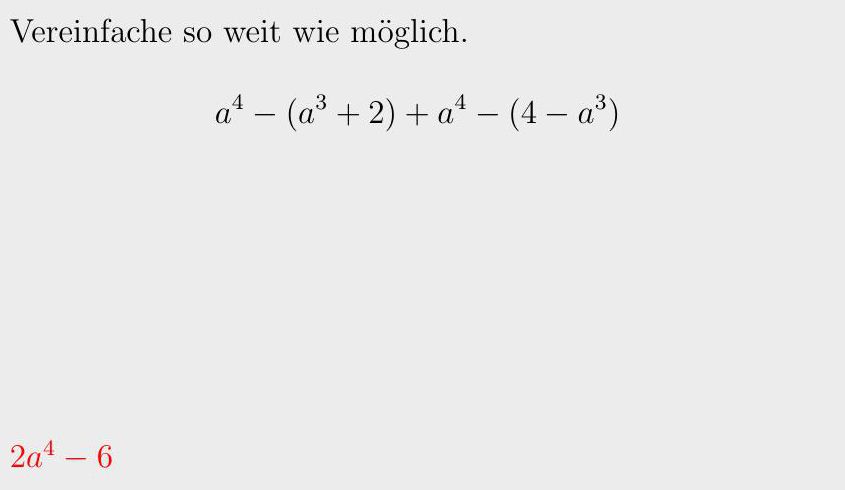 Vereinfache so weit wie möglich.
a⁴ − (a³ + 2) + a⁴ − (4 − a³)
2a⁴ − 6